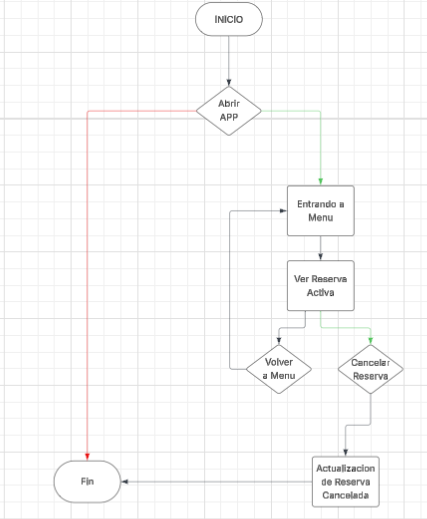 INICIO
Abrir
APP
Entrando a
Menu
Ver Reserva
Activa
Volver
a Menu
Cancelar
Reserva
Actualizacion
de Reserva
Cancelada
Fin